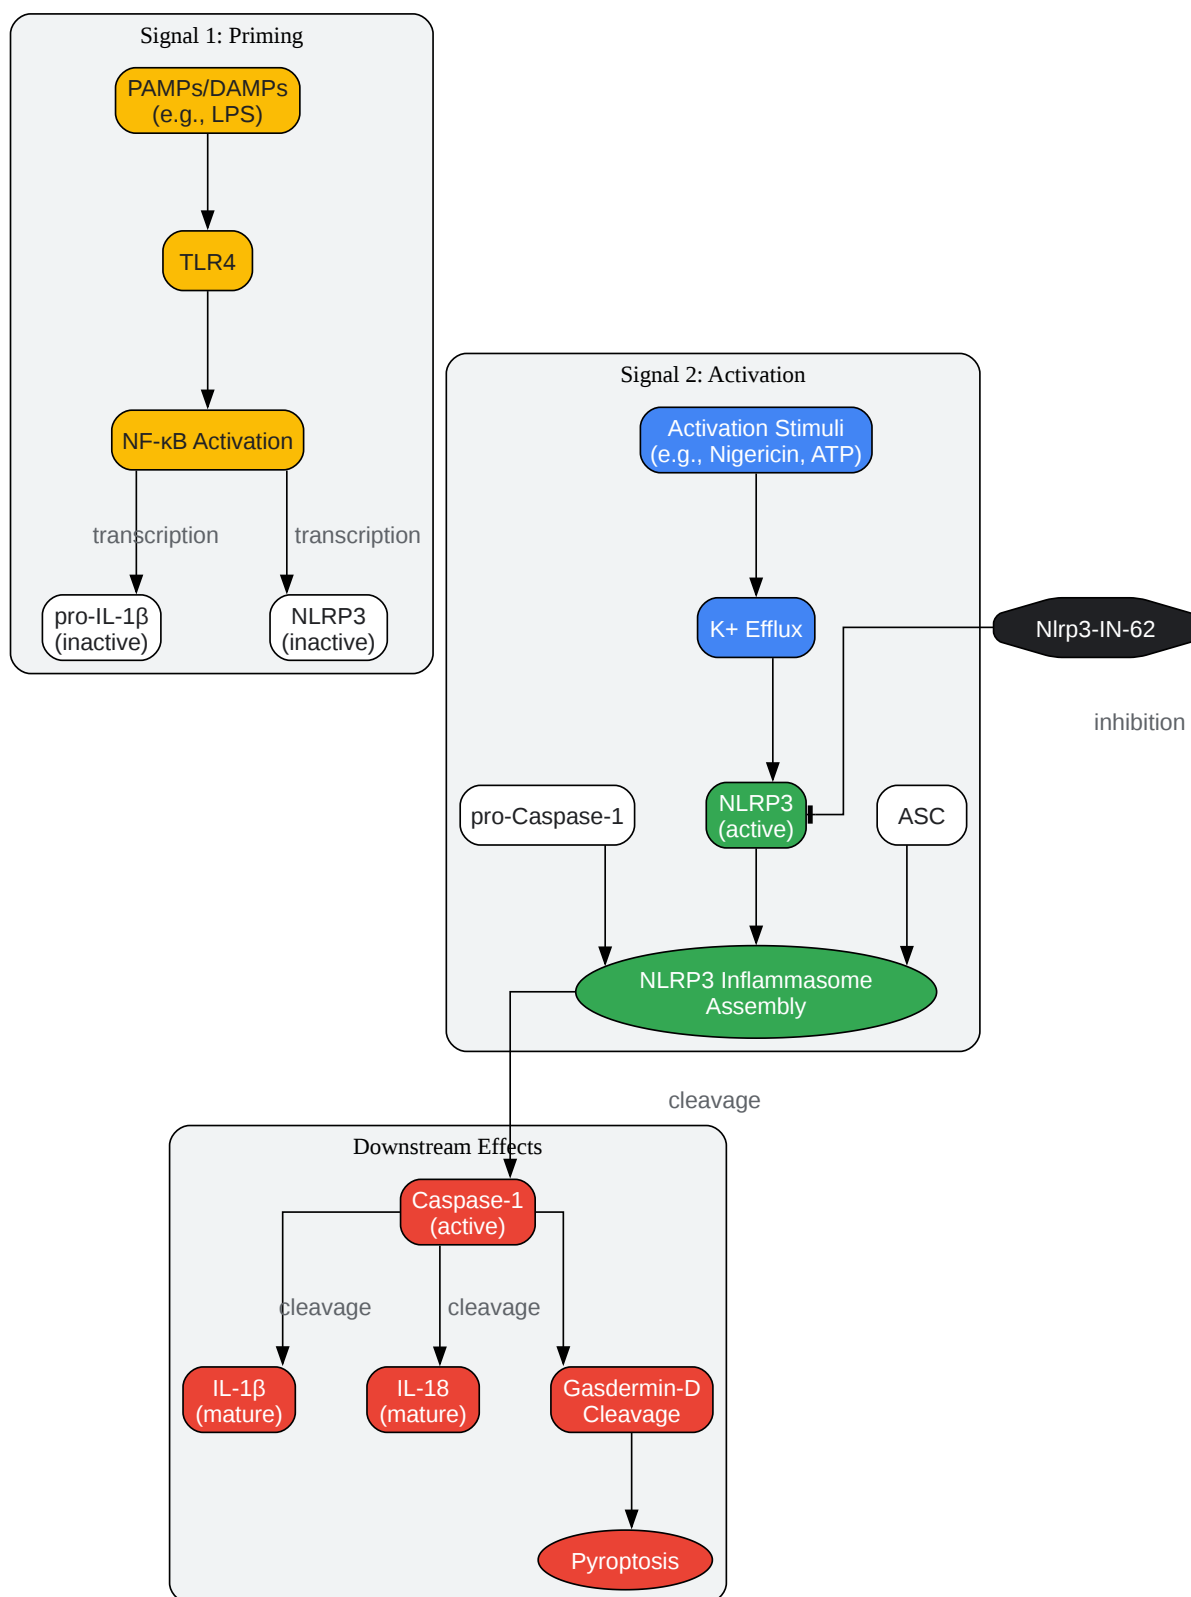 Signal 1: Priming
PAMPs/DAMPs
(e.g., LPS)
TLR4
NF-κB Activation
transcription
transcription
pro-IL-1β
(inactive)
NLRP3
(inactive)
Signal 2: Activation
Activation Stimuli
(e.g., Nigericin, ATP)
K+ Efflux
Nlrp3-IN-62
inhibition
pro-Caspase-1
NLRP3
(active)
ASC
NLRP3 Inflammasome
Assembly
cleavage
Downstream Effects
Caspase-1
(active)
cleavage
cleavage
IL-1β
(mature)
IL-18
(mature)
Gasdermin-D
Cleavage
Pyroptosis